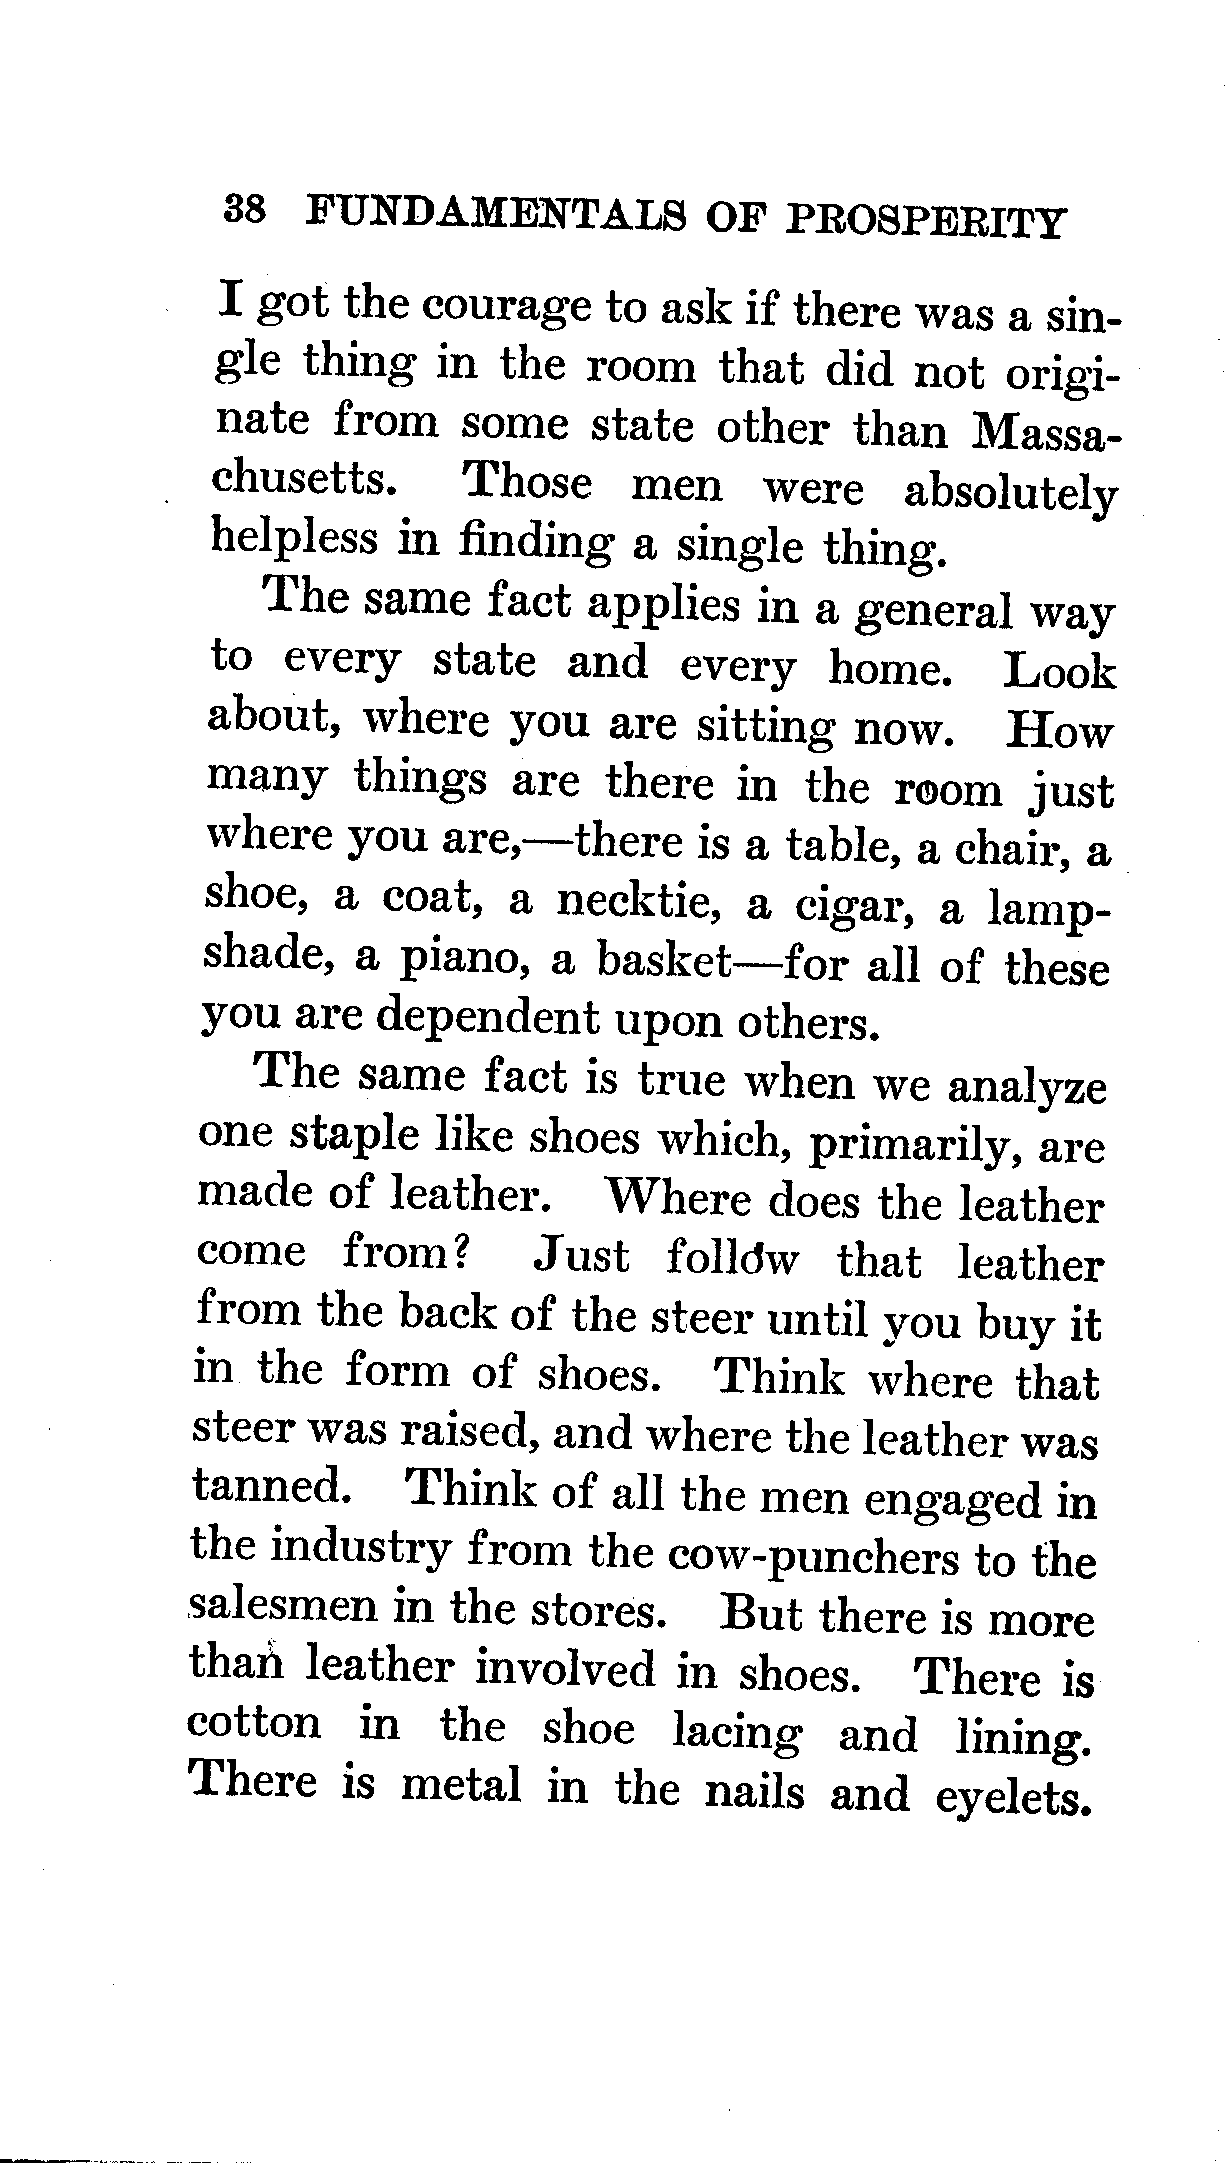 38 FUNDAMENTALS OF PROSPERITY
I got the courage to ask if there was a sin-
gle thing in the room that did not origi-
nate from some state other than Massa-
chusetts. Those men were absolutely
helpless in finding a single thing.
The same fact applies in a general way
to every state and every home. Look
about, where you are sitting now. How
many things are there in the room just
where you are,—there is a table, a chair, a
shoe, a coat, a necktie, a cigar, a lamp-
shade, a piano, a basket—for all of these
you are dependent upon others.
The same fact is true when we analyze
one staple like shoes which, primarily, are
made of leather. Where does the leather
come from? Just follow that leather
from the back of the steer until you buy it
in the form of shoes. Think where that
steer was raised, and where the leather was
tanned. Think of all the men engaged in
the industry from the cow-punchers to the
salesmen in the stores. But there is more
than leather involved in shoes. There is
cotton in the shoe lacing and lining.
There is metal in the nails and eyelets.